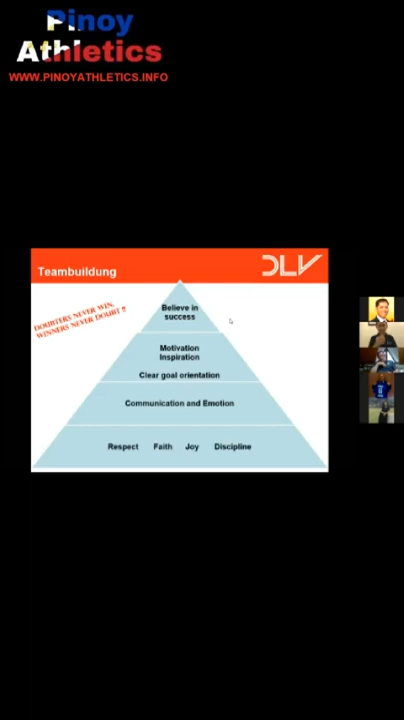 Pinoy
Athletics
WWW.PINOYATHLETICS.INFO
Teambuildung
DLV
DOUBTERS NEVER WIN,
WINNERS NEVER DOUBT !!
Believe in
success
Motivation
Inspiration
Clear goal orientation
Communication and Emotion
Respect Faith Joy Discipline